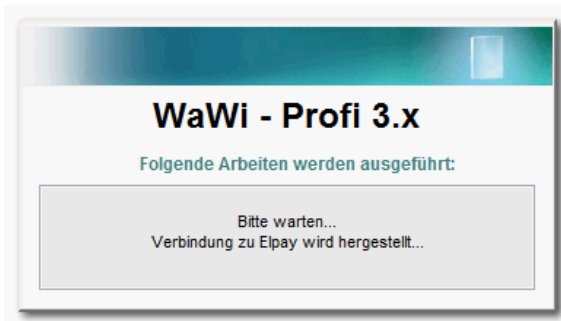 WaWi - Profi 3.x
Folgende Arbeiten werden ausgeführt:
Bitte warten...
Verbindung zu Elpay wird hergestellt...